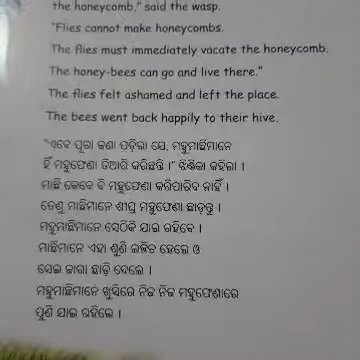 the honeycomb," said the wasp.
"Flies cannot make honeycombs.
The flies must immediately vacate the honeycomb.
The honey-bees can go and live there."
The flies felt ashamed and left the place.
The bees went back happily to their hive.
"ଏବେ ପୂରା ଜଣା ପଡ଼ିଲା ଯେ, ମହୁମାଛିମାନେ
ହିଁ ମହୁଫେଣା ତିଆରି କରିଛନ୍ତି ।" ଝିଣ୍ଟିକା କହିଲା ।
ମାଛି କେବେ ବି ମହୁଫେଣା କରିପାରିବ ନାହିଁ ।
ତେଣୁ ମାଛିମାନେ ଶୀଘ୍ର ମହୁଫେଣା ଛାଡ଼ନ୍ତୁ ।
ମହୁମାଛିମାନେ ସେଠିକି ଯାଇ ରହିବେ ।
ମାଛିମାନେ ଏହା ଶୁଣି ଲଜ୍ଜିତ ହେଲେ ଓ
ସେଇ ଜାଗା ଛାଡ଼ି ଦେଲେ ।
ମହୁମାଛିମାନେ ଖୁସିରେ ନିଜ ନିଜ ମହୁଫେଣାରେ
ପୁଣି ଯାଇ ରହିଲେ ।